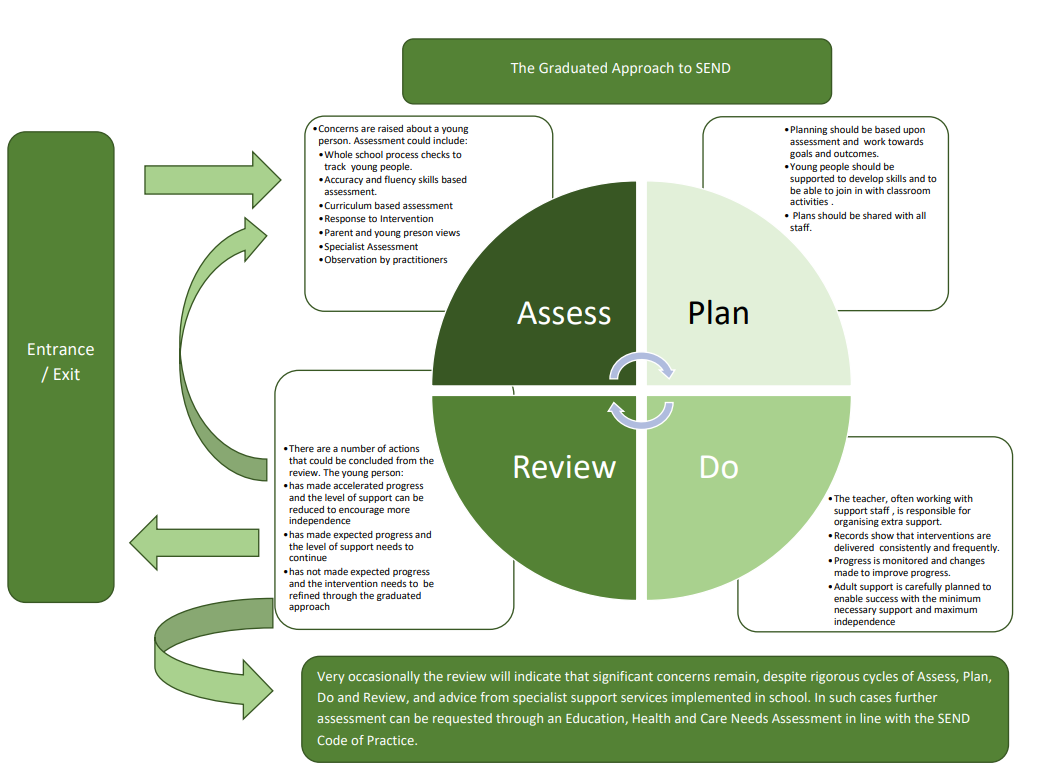 The Graduated Approach to SEND
Entrance
/ Exit
•Concerns are raised about a young
person. Assessment could include:
•Whole school process checks to
track young people.
•Accuracy and fluency skills based
assessment.
•Curriculum based assessment
•Response to Intervention
•Parent and young preson views
•Specialist Assessment
•Observation by practitioners
Assess
•Planning should be based upon
assessment and work towards
goals and outcomes.
•Young people should be
supported to develop skills and to
be able to join in with classroom
activities .
• Plans should be shared with all
staff.
Plan
•There are a number of actions
that could be concluded from the
review. The young person:
•has made accelerated progress
and the level of support can be
reduced to encourage more
independence
•has made expected progress and
the level of support needs to
continue
•has not made expected progress
and the intervention needs to be
refined through the graduated
approach
Review
Do
•The teacher, often working with
support staff , is responsible for
organising extra support.
•Records show that interventions are
delivered consistently and frequently.
•Progress is monitored and changes
made to improve progress.
•Adult support is carefully planned to
enable success with the minimum
necessary support and maximum
independence
Very occasionally the review will indicate that significant concerns remain, despite rigorous cycles of Assess, Plan,
Do and Review, and advice from specialist support services implemented in school. In such cases further
assessment can be requested through an Education, Health and Care Needs Assessment in line with the SEND
Code of Practice.